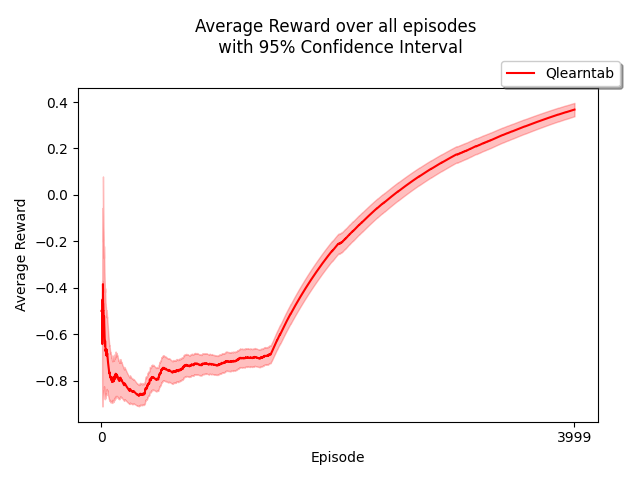 Average Reward over all episodes
with 95% Confidence Interval
Qlearntab
0.4
0.2
0.0
−0.2
−0.4
−0.6
−0.8
Average Reward
0 3999
Episode